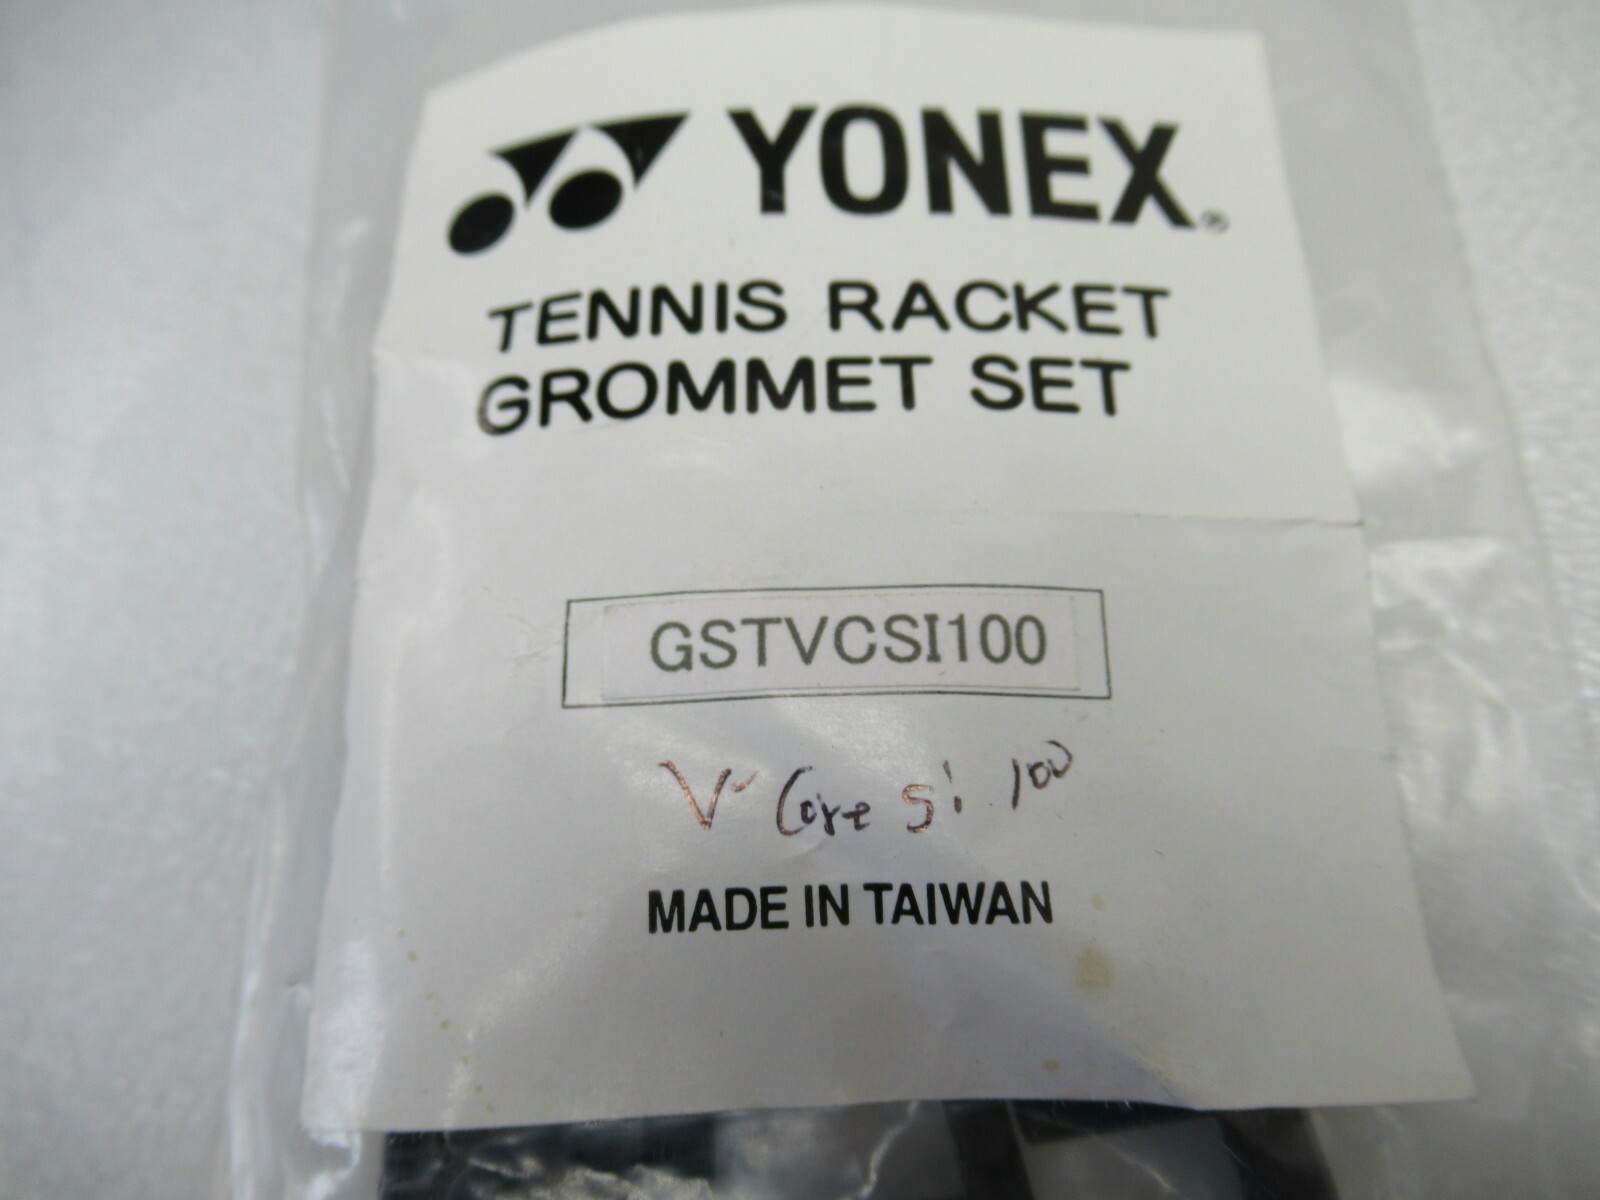 YONEX®
TENNIS RACKET
GROMMET SET
GSTVCSI100
V-Core Si 100
MADE IN TAIWAN